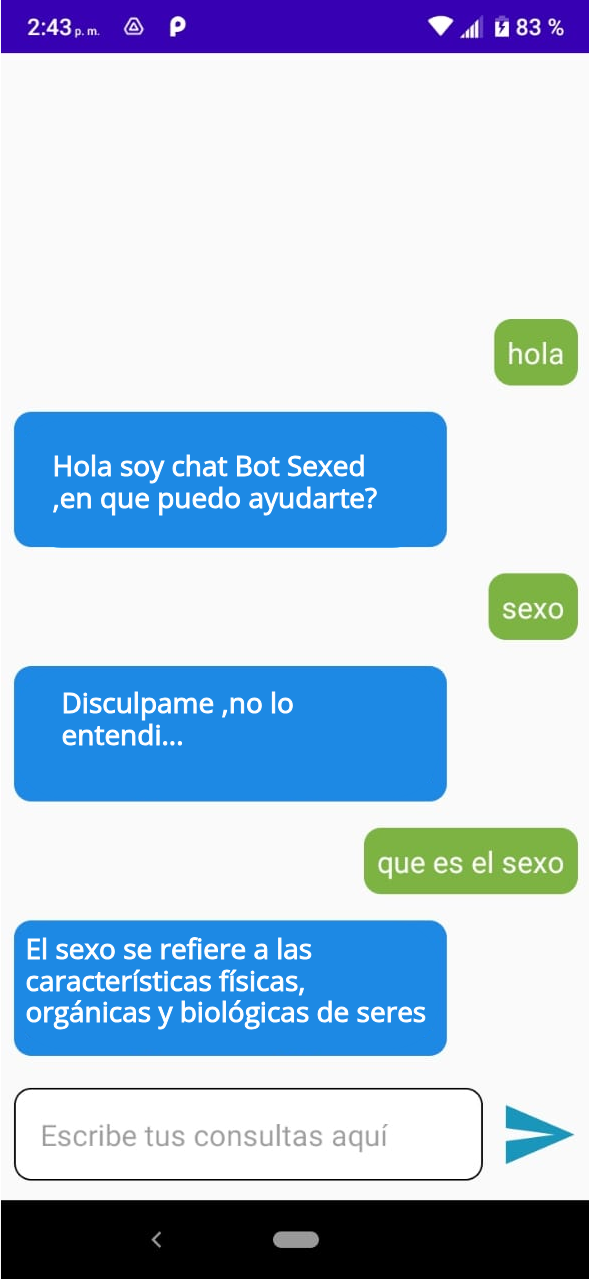 2:43 p. m. 83 %
hola
Hola soy chat Bot Sexed
,en que puedo ayudarte?
sexo
Disculpame ,no lo
entendi...
que es el sexo
El sexo se refiere a las
características físicas,
orgánicas y biológicas de seres
Escribe tus consultas aquí